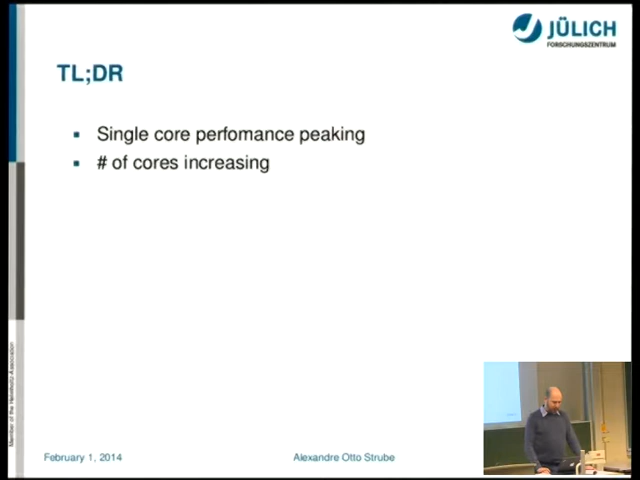 JÜLICH
FORSCHUNGSZENTRUM
TL;DR
Single core perfomance peaking
# of cores increasing
Member of the Helmholtz-Association
February 1, 2014
Alexandre Otto Strube